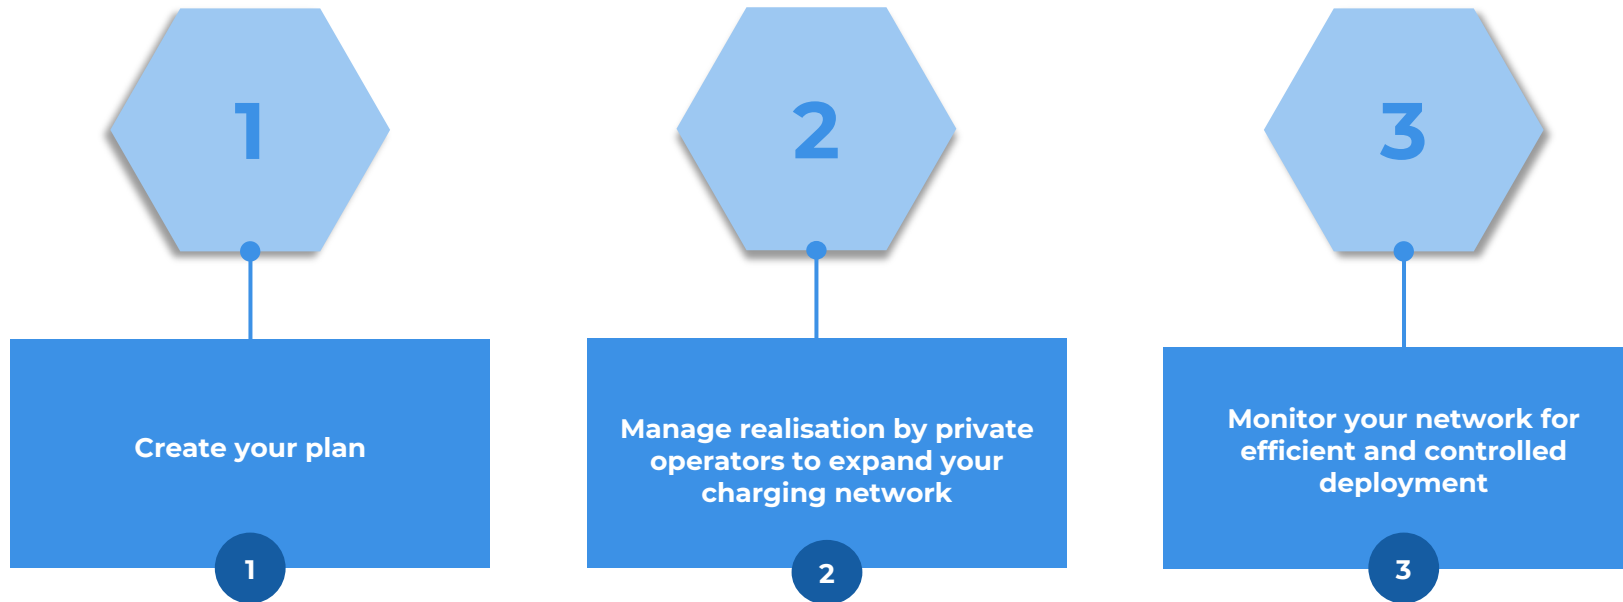 1
2
3
Create your plan
Manage realisation by private
operators to expand your
charging network
Monitor your network for
efficient and controlled
deployment
1
2
3